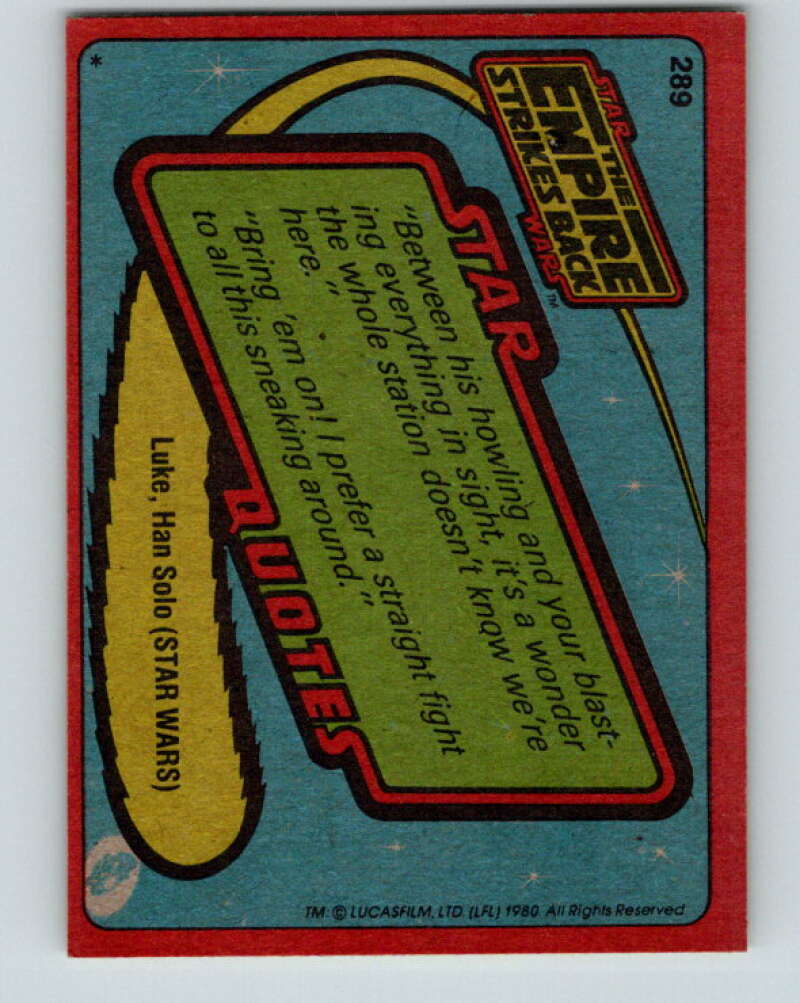 289
STAR
THE
EMPIRE
STRIKES BACK
WARS™
STAR
"Between his howling and your blast-
ing everything in sight, it's a wonder
the whole station doesn't know we're
here."
"Bring 'em on! I prefer a straight fight
to all this sneaking around."
QUOTES
Luke, Han Solo (STAR WARS)
*
TM: © LUCASFILM, LTD. (LFL) 1980. All Rights Reserved